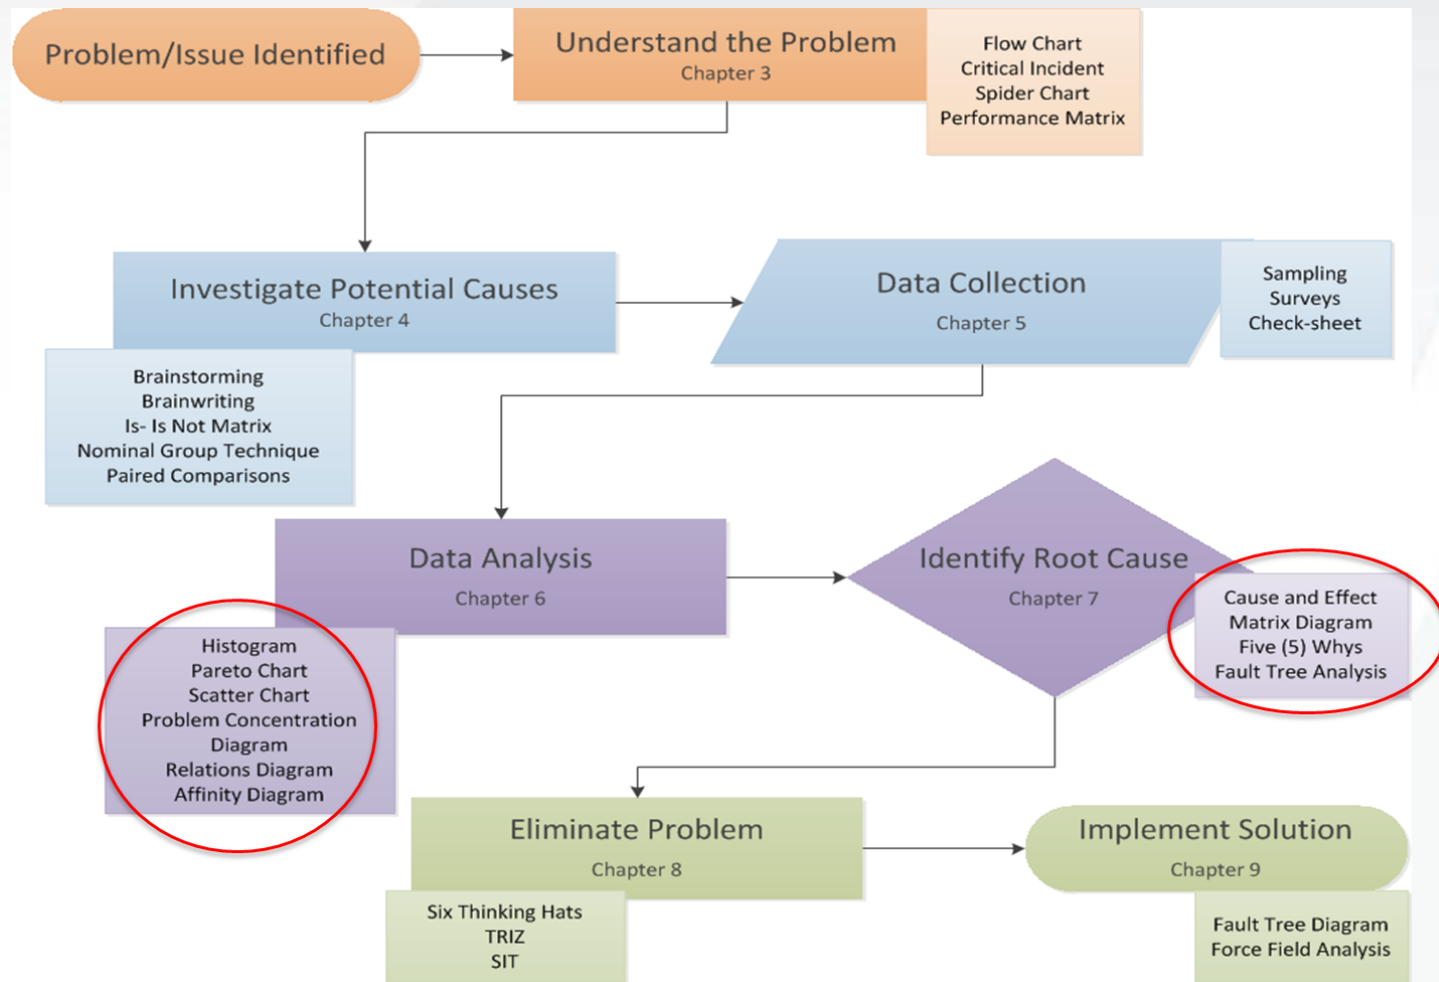 Problem/Issue Identified
Understand the Problem
Chapter 3
Flow Chart
Critical Incident
Spider Chart
Performance Matrix
Investigate Potential Causes
Chapter 4
Brainstorming
Brainwriting
Is- Is Not Matrix
Nominal Group Technique
Paired Comparisons
Data Collection
Chapter 5
Sampling
Surveys
Check-sheet
Data Analysis
Chapter 6
Histogram
Pareto Chart
Scatter Chart
Problem Concentration
Diagram
Relations Diagram
Affinity Diagram
Identify Root Cause
Chapter 7
Cause and Effect
Matrix Diagram
Five (5) Whys
Fault Tree Analysis
Eliminate Problem
Chapter 8
Six Thinking Hats
TRIZ
SIT
Implement Solution
Chapter 9
Fault Tree Diagram
Force Field Analysis